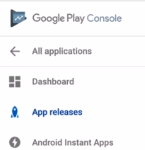 Google Play Console
All applications
Dashboard
App releases
Android Instant Apps